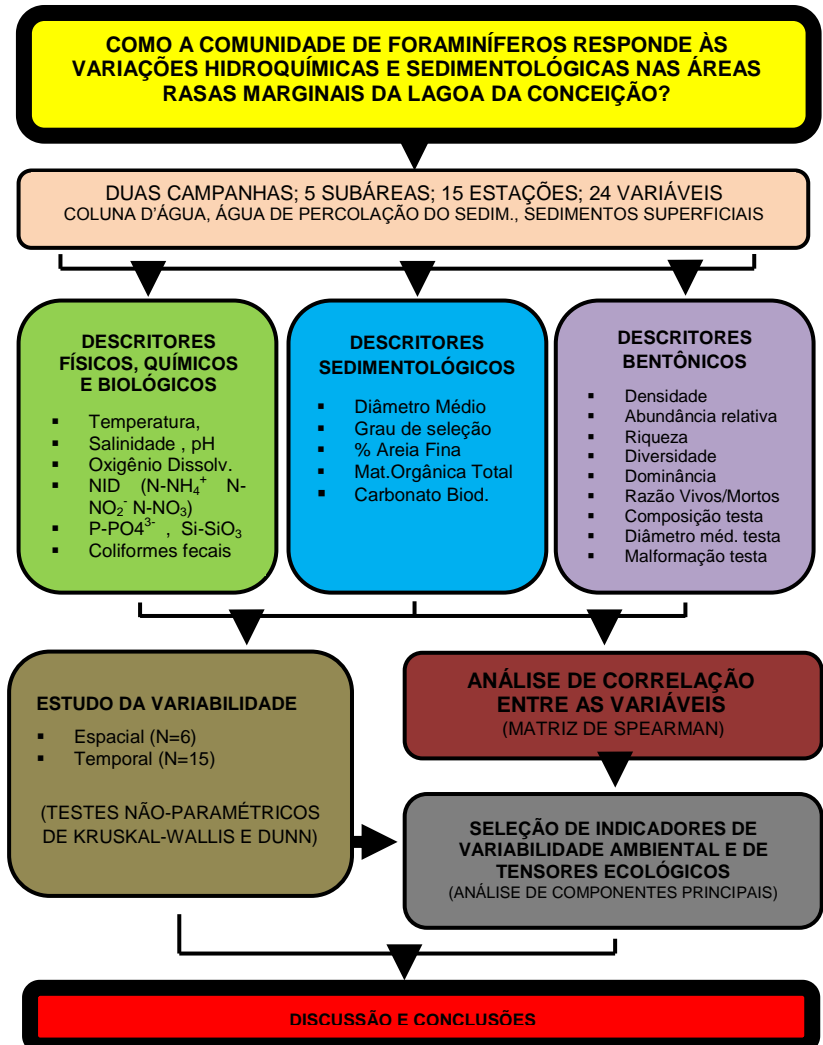 COMO A COMUNIDADE DE FORAMINÍFEROS RESPONDE ÀS
VARIAÇÕES HIDROQUÍMICAS E SEDIMENTOLÓGICAS NAS ÁREAS
RASAS MARGINAIS DA LAGOA DA CONCEIÇÃO?
DUAS CAMPANHAS; 5 SUBÁREAS; 15 ESTAÇÕES; 24 VARIÁVEIS
COLUNA D'ÁGUA, ÁGUA DE PERCOLAÇÃO DO SEDIM., SEDIMENTOS SUPERFICIAIS
DESCRITORES
FÍSICOS, QUÍMICOS
E BIOLÓGICOS
▪ Temperatura,
▪ Salinidade , pH
▪ Oxigênio Dissolv.
▪ NID (N-NH₄⁺ N-
NO₂⁻ N-NO₃)
▪ P-PO4³⁻ , Si-SiO₃
▪ Coliformes fecais
DESCRITORES
SEDIMENTOLÓGICOS
▪ Diâmetro Médio
▪ Grau de seleção
▪ % Areia Fina
▪ Mat.Orgânica Total
▪ Carbonato Biod.
DESCRITORES
BENTÔNICOS
▪ Densidade
▪ Abundância relativa
▪ Riqueza
▪ Diversidade
▪ Dominância
▪ Razão Vivos/Mortos
▪ Composição testa
▪ Diâmetro méd. testa
▪ Malformação testa
ESTUDO DA VARIABILIDADE
▪ Espacial (N=6)
▪ Temporal (N=15)
(TESTES NÃO-PARAMÉTRICOS
DE KRUSKAL-WALLIS E DUNN)
ANÁLISE DE CORRELAÇÃO
ENTRE AS VARIÁVEIS
(MATRIZ DE SPEARMAN)
SELEÇÃO DE INDICADORES DE
VARIABILIDADE AMBIENTAL E DE
TENSORES ECOLÓGICOS
(ANÁLISE DE COMPONENTES PRINCIPAIS)
DISCUSSÃO E CONCLUSÕES